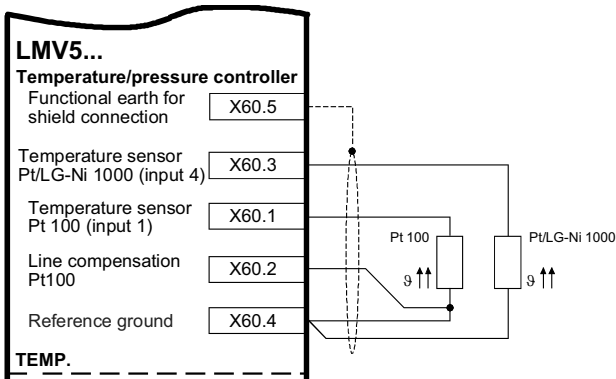 LMV5...
Temperature/pressure controller
Functional earth for
shield connection
X60.5
Temperature sensor
Pt/LG-Ni 1000 (input 4)
X60.3
Temperature sensor
Pt 100 (input 1)
X60.1
Line compensation
Pt100
X60.2
Reference ground
X60.4
TEMP.
Pt 100
ϑ ↑↑
Pt/LG-Ni 1000
ϑ ↑↑